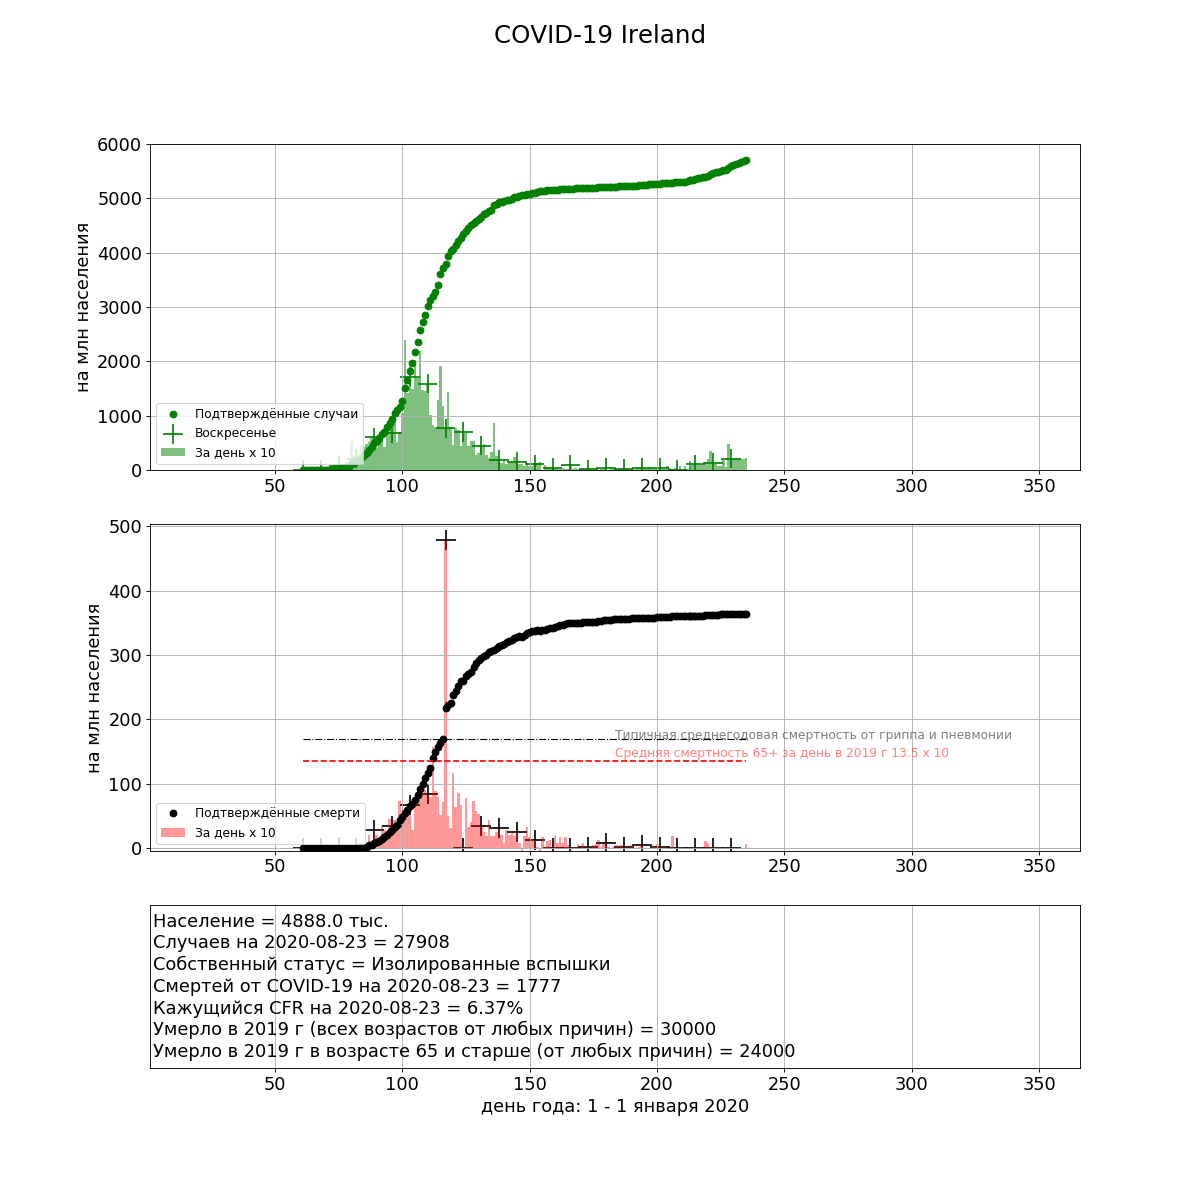 COVID-19 Ireland
6000
5000
4000
3000
2000
1000
0
на млн населения
Подтверждённые случаи
Воскресенье
За день x 10
50 100 150 200 250 300 350
500
400
300
200
100
0
на млн населения
Типичная среднегодовая смертность от гриппа и пневмонии
Средняя смертность 65+ за день в 2019 г 13.5 x 10
Подтверждённые смерти
За день x 10
50 100 150 200 250 300 350
Население = 4888.0 тыс.
Случаев на 2020-08-23 = 27908
Собственный статус = Изолированные вспышки
Смертей от COVID-19 на 2020-08-23 = 1777
Кажущийся CFR на 2020-08-23 = 6.37%
Умерло в 2019 г (всех возрастов от любых причин) = 30000
Умерло в 2019 г в возрасте 65 и старше (от любых причин) = 24000
50 100 150 200 250 300 350
день года: 1 - 1 января 2020